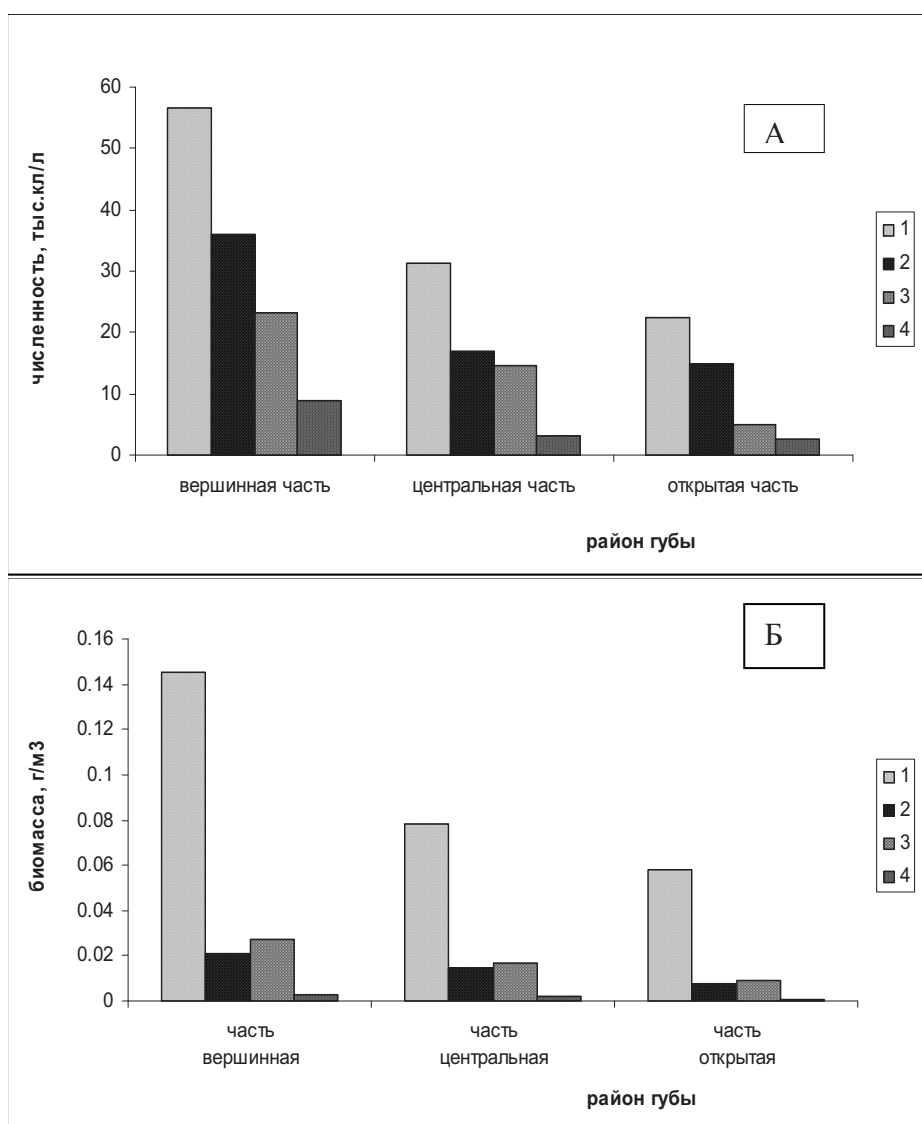 А
численность, тыс.кл/л
60
50
40
30
20
10
0
вершинная часть
центральная часть
открытая часть
район губы
1
2
3
4
Б
биомасса, г/м3
0.16
0.14
0.12
0.1
0.08
0.06
0.04
0.02
0
часть
вершинная
часть
центральная
часть
открытая
район губы
1
2
3
4